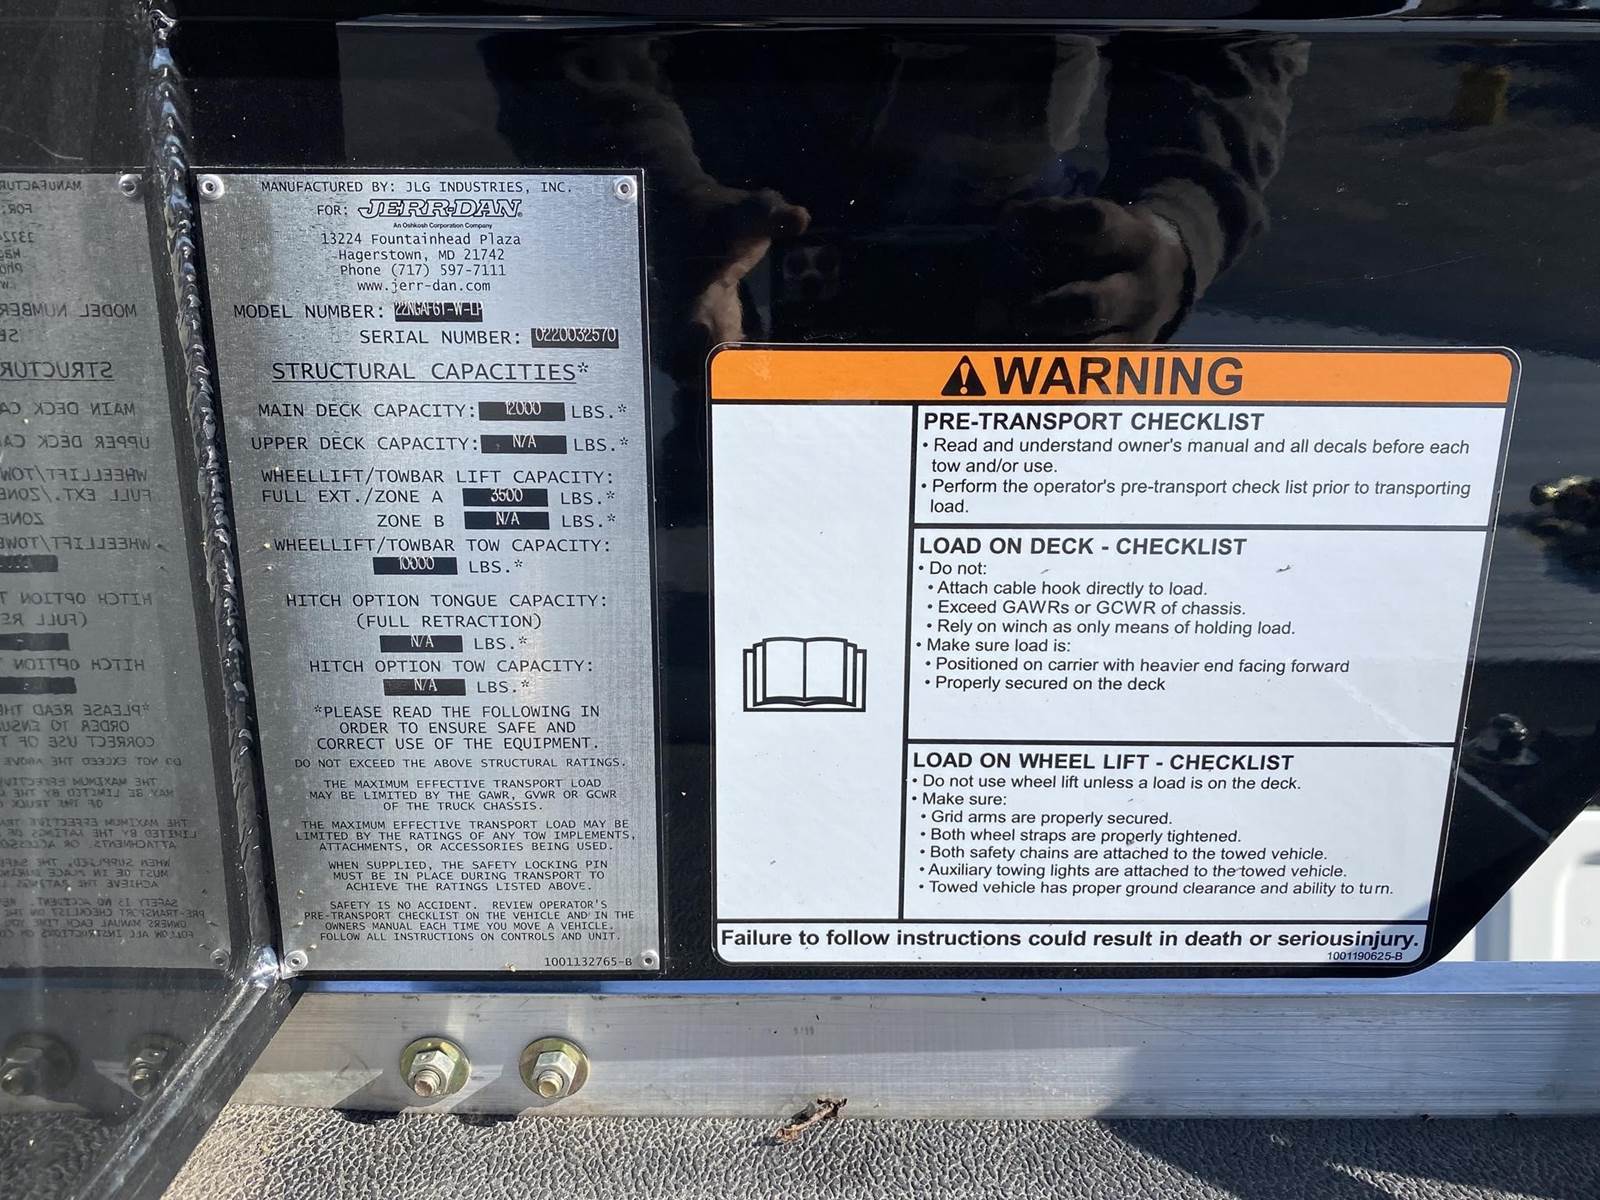 MANUFACTURED BY: JLG INDUSTRIES, INC.
FOR: JERR-DAN®
An Oshkosh Corporation Company
13224 Fountainhead Plaza
Hagerstown, MD 21742
Phone (717) 597-7111
www.jerr-dan.com
MODEL NUMBER: 22NGAF6T-W-LP
SERIAL NUMBER: 0220032570
STRUCTURAL CAPACITIES*
MAIN DECK CAPACITY: 12000 LBS.*
UPPER DECK CAPACITY: N/A LBS.*
WHEELLIFT/TOWBAR LIFT CAPACITY:
FULL EXT./ZONE A 3500 LBS.*
ZONE B N/A LBS.*
WHEELLIFT/TOWBAR TOW CAPACITY:
10000 LBS.*
HITCH OPTION TONGUE CAPACITY:
(FULL RETRACTION)
N/A LBS.*
HITCH OPTION TOW CAPACITY:
N/A LBS.*
*PLEASE READ THE FOLLOWING IN
ORDER TO ENSURE SAFE AND
CORRECT USE OF THE EQUIPMENT.
DO NOT EXCEED THE ABOVE STRUCTURAL RATINGS.
THE MAXIMUM EFFECTIVE TRANSPORT LOAD
MAY BE LIMITED BY THE GAWR, GVWR OR GCWR
OF THE TRUCK CHASSIS.
THE MAXIMUM EFFECTIVE TRANSPORT LOAD MAY BE
LIMITED BY THE RATINGS OF ANY TOW IMPLEMENTS,
ATTACHMENTS, OR ACCESSORIES BEING USED.
WHEN SUPPLIED, THE SAFETY LOCKING PIN
MUST BE IN PLACE DURING TRANSPORT TO
ACHIEVE THE RATINGS LISTED ABOVE.
SAFETY IS NO ACCIDENT. REVIEW OPERATOR'S
PRE-TRANSPORT CHECKLIST ON THE VEHICLE AND IN THE
OWNERS MANUAL EACH TIME YOU MOVE A VEHICLE.
FOLLOW ALL INSTRUCTIONS ON CONTROLS AND UNIT.
1001132765-B
WARNING
PRE-TRANSPORT CHECKLIST
• Read and understand owner's manual and all decals before each
tow and/or use.
• Perform the operator's pre-transport check list prior to transporting
load.
LOAD ON DECK - CHECKLIST
• Do not:
• Attach cable hook directly to load.
• Exceed GAWRs or GCWR of chassis.
• Rely on winch as only means of holding load.
• Make sure load is:
• Positioned on carrier with heavier end facing forward
• Properly secured on the deck
LOAD ON WHEEL LIFT - CHECKLIST
• Do not use wheel lift unless a load is on the deck.
• Make sure:
• Grid arms are properly secured.
• Both wheel straps are properly tightened.
• Both safety chains are attached to the towed vehicle.
• Auxiliary towing lights are attached to the towed vehicle.
• Towed vehicle has proper ground clearance and ability to turn.
Failure to follow instructions could result in death or seriousinjury.
1001190625-B